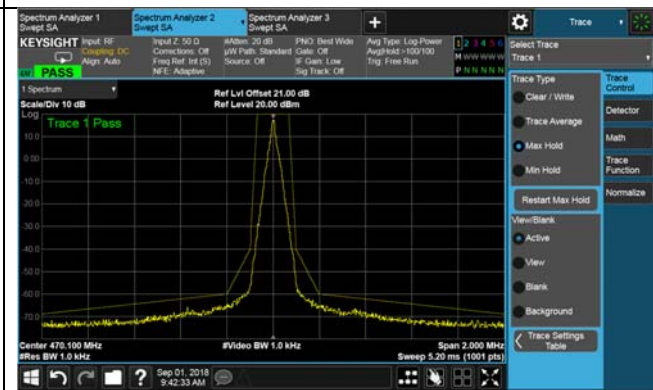 Spectrum Analyzer 1
Swept SA
Spectrum Analyzer 2
Swept SA
Spectrum Analyzer 3
Swept SA
+
Trace
KEYSIGHT
Input: RF
Coupling: DC
Align: Auto
Input Z: 50 Ω
Corrections: Off
Freq Ref: Int (S)
NFE: Adaptive
#Atten: 20 dB
µW Path: Standard
Source: Off
PNO: Best Wide
Gate: Off
IF Gain: Low
Sig Track: Off
Avg Type: Log-Power
Avg|Hold:>100/100
Trig: Free Run
1 2 3 4 5 6
M W W W W W
P N N N N N
PASS
Select Trace
Trace 1
1 Spectrum
Scale/Div 10 dB
Ref Lvl Offset 21.00 dB
Ref Level 20.00 dBm
Log
Trace 1 Pass
10.0
0.00
-10.0
-20.0
-30.0
-40.0
-50.0
-60.0
-70.0
Center 470.100 MHz
#Res BW 1.0 kHz
#Video BW 1.0 kHz
Span 2.000 MHz
Sweep 5.20 ms (1001 pts)
Trace Type
Clear / Write
Trace Average
Max Hold
Min Hold
Restart Max Hold
View/Blank
Active
View
Blank
Background
Trace Settings
Table
Trace
Control
Detector
Math
Trace
Function
Normalize
?
Sep 01, 2018
9:42:33 AM